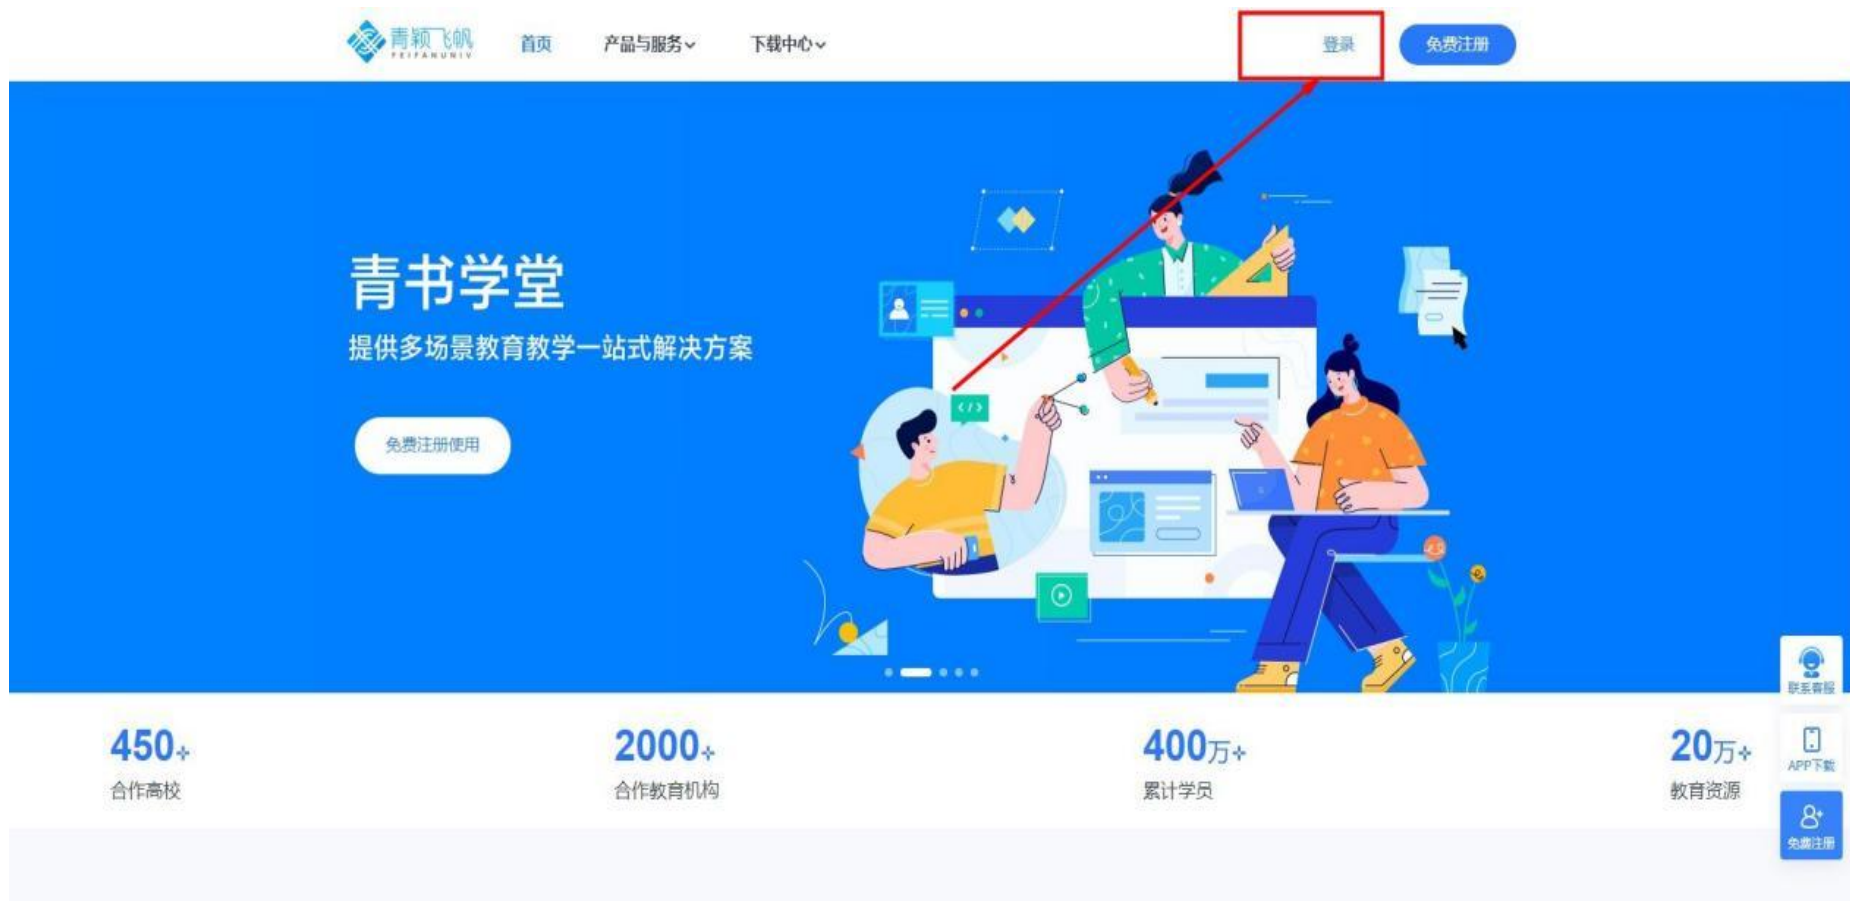 青颖飞帆
FEIFANUNIV
首页
产品与服务
下载中心
登录
免费注册
青书学堂
提供多场景教育教学一站式解决方案
免费注册使用
</>
450+
合作高校
2000+
合作教育机构
400万+
累计学员
20万+
教育资源
联系客服
APP下载
免费注册